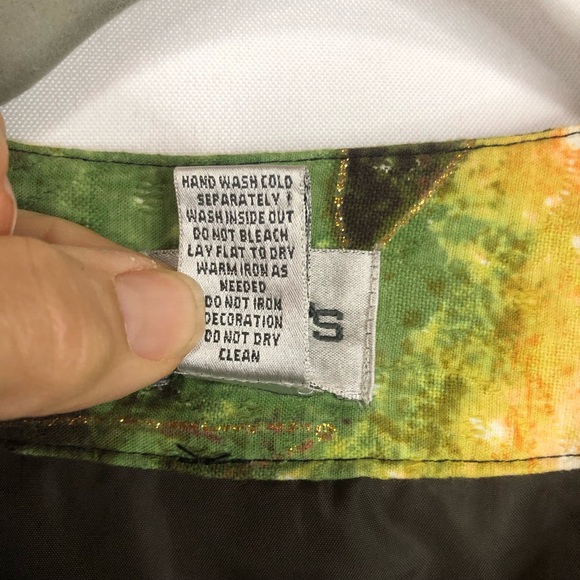 HAND WASH COLD
SEPARATELY !
WASH INSIDE OUT
DO NOT BLEACH
LAY FLAT TO DRY
WARM IRON AS
NEEDED
DO NOT IRON
DECORATION
DO NOT DRY
CLEAN
S